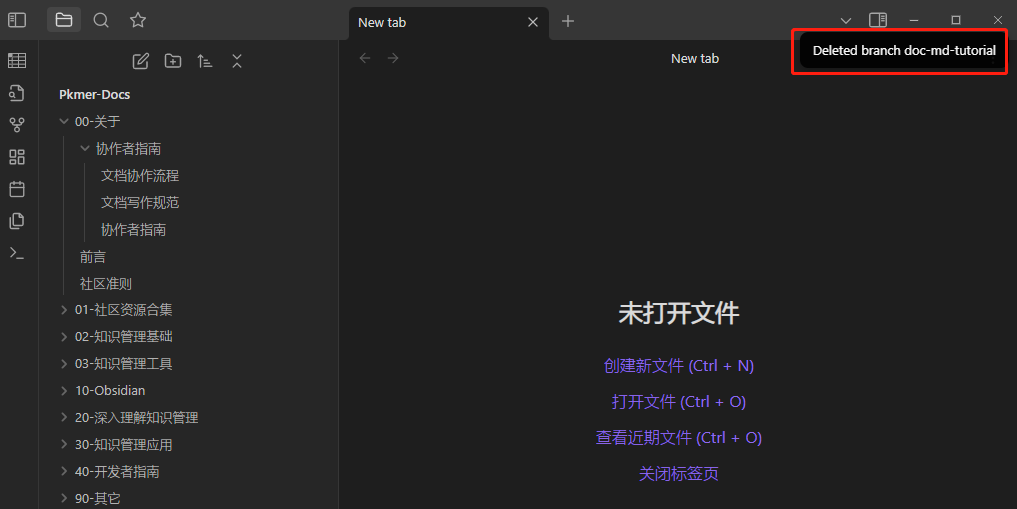 New tab
Deleted branch doc-md-tutorial
New tab
Pkmer-Docs
00-关于
协作者指南
文档协作流程
文档写作规范
协作者指南
前言
社区准则
01-社区资源合集
02-知识管理基础
03-知识管理工具
10-Obsidian
20-深入理解知识管理
30-知识管理应用
40-开发者指南
90-其它
未打开文件
创建新文件 (Ctrl + N)
打开文件 (Ctrl + O)
查看近期文件 (Ctrl + O)
关闭标签页